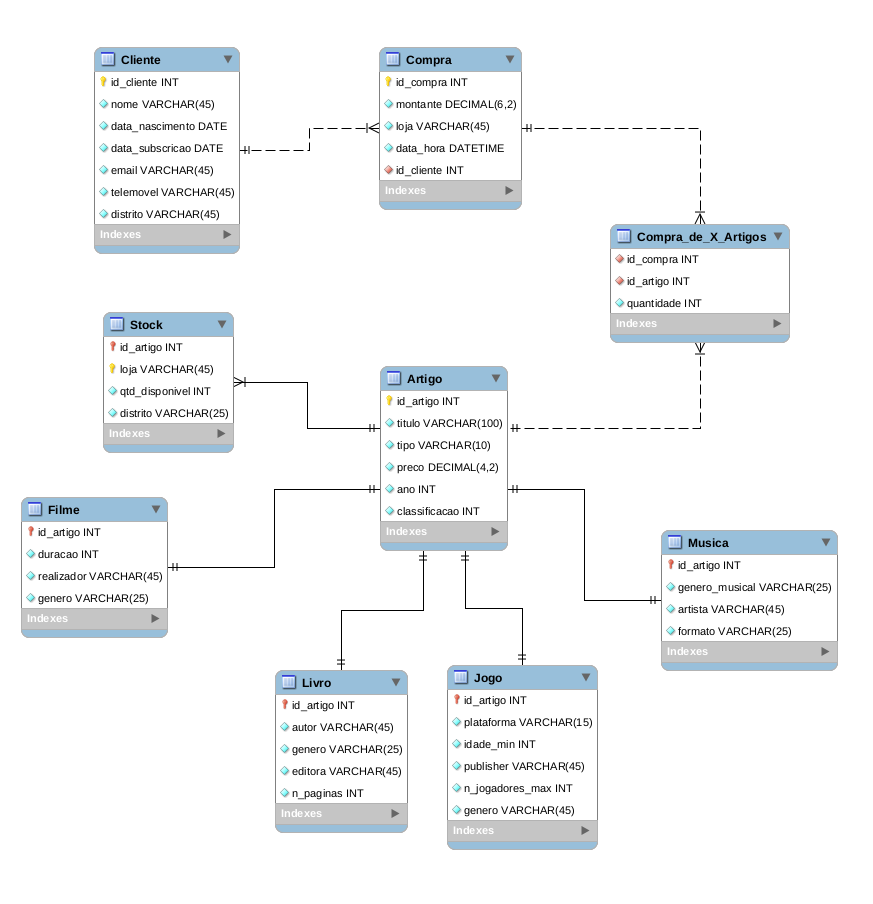 Cliente
id_cliente INT
nome VARCHAR(45)
data_nascimento DATE
data_subscricao DATE
email VARCHAR(45)
telemovel VARCHAR(45)
distrito VARCHAR(45)
Indexes
Compra
id_compra INT
montante DECIMAL(6,2)
loja VARCHAR(45)
data_hora DATETIME
id_cliente INT
Indexes
Compra_de_X_Artigos
id_compra INT
id_artigo INT
quantidade INT
Indexes
Stock
id_artigo INT
loja VARCHAR(45)
qtd_disponivel INT
distrito VARCHAR(25)
Indexes
Artigo
id_artigo INT
titulo VARCHAR(100)
tipo VARCHAR(10)
preco DECIMAL(4,2)
ano INT
classificacao INT
Indexes
Filme
id_artigo INT
duracao INT
realizador VARCHAR(45)
genero VARCHAR(25)
Indexes
Musica
id_artigo INT
genero_musical VARCHAR(25)
artista VARCHAR(45)
formato VARCHAR(25)
Indexes
Livro
id_artigo INT
autor VARCHAR(45)
genero VARCHAR(25)
editora VARCHAR(45)
n_paginas INT
Indexes
Jogo
id_artigo INT
plataforma VARCHAR(15)
idade_min INT
publisher VARCHAR(45)
n_jogadores_max INT
genero VARCHAR(45)
Indexes